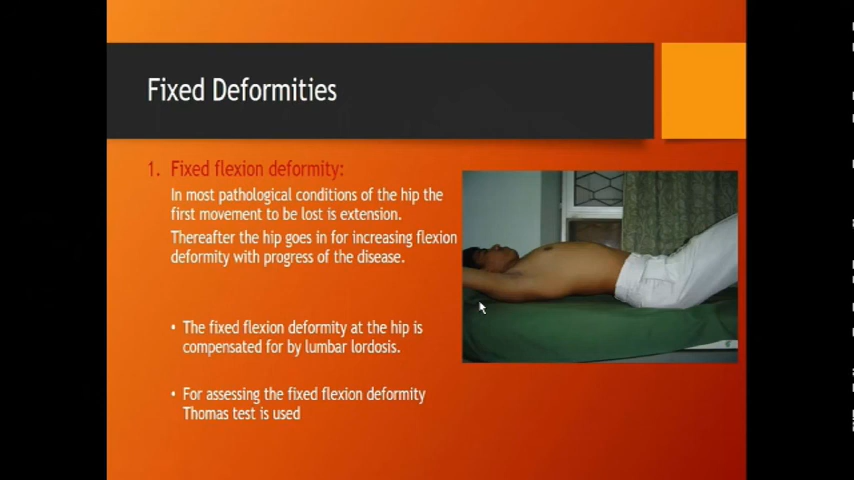 Fixed Deformities
1. Fixed flexion deformity:
In most pathological conditions of the hip the
first movement to be lost is extension.
Thereafter the hip goes in for increasing flexion
deformity with progress of the disease.
• The fixed flexion deformity at the hip is
compensated for by lumbar lordosis.
• For assessing the fixed flexion deformity
Thomas test is used